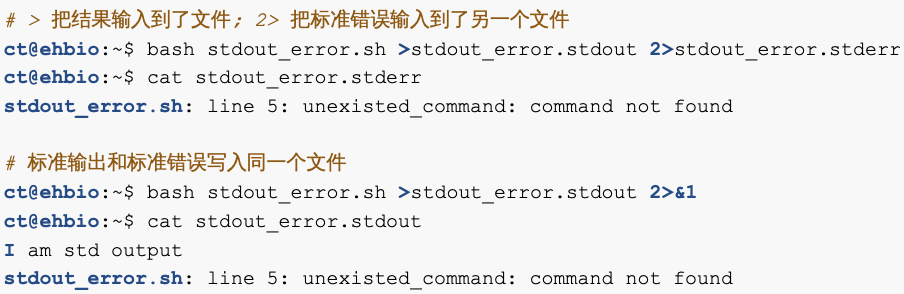 # > 把结果输入到了文件; 2> 把标准错误输入到了另一个文件
ct@ehbio:~$ bash stdout_error.sh >stdout_error.stdout 2>stdout_error.stderr
ct@ehbio:~$ cat stdout_error.stderr
stdout_error.sh: line 5: unexisted_command: command not found
# 标准输出和标准错误写入同一个文件
ct@ehbio:~$ bash stdout_error.sh >stdout_error.stdout 2>&1
ct@ehbio:~$ cat stdout_error.stdout
I am std output
stdout_error.sh: line 5: unexisted_command: command not found